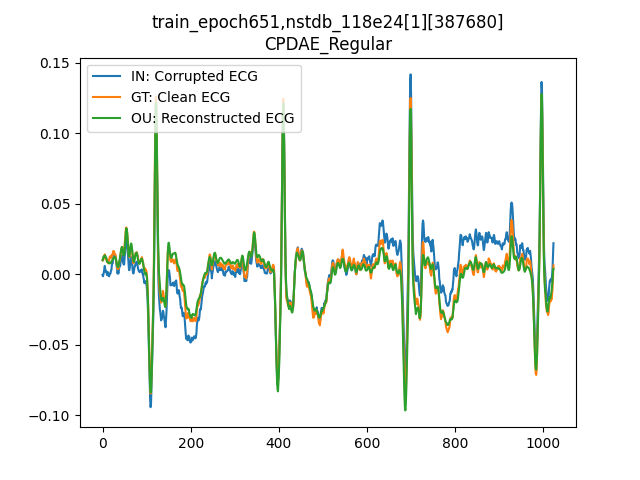 train_epoch651,nstdb_118e24[1][387680]
CPDAE_Regular
IN: Corrupted ECG
GT: Clean ECG
OU: Reconstructed ECG
0.15
0.10
0.05
0.00
−0.05
−0.10
0 200 400 600 800 1000